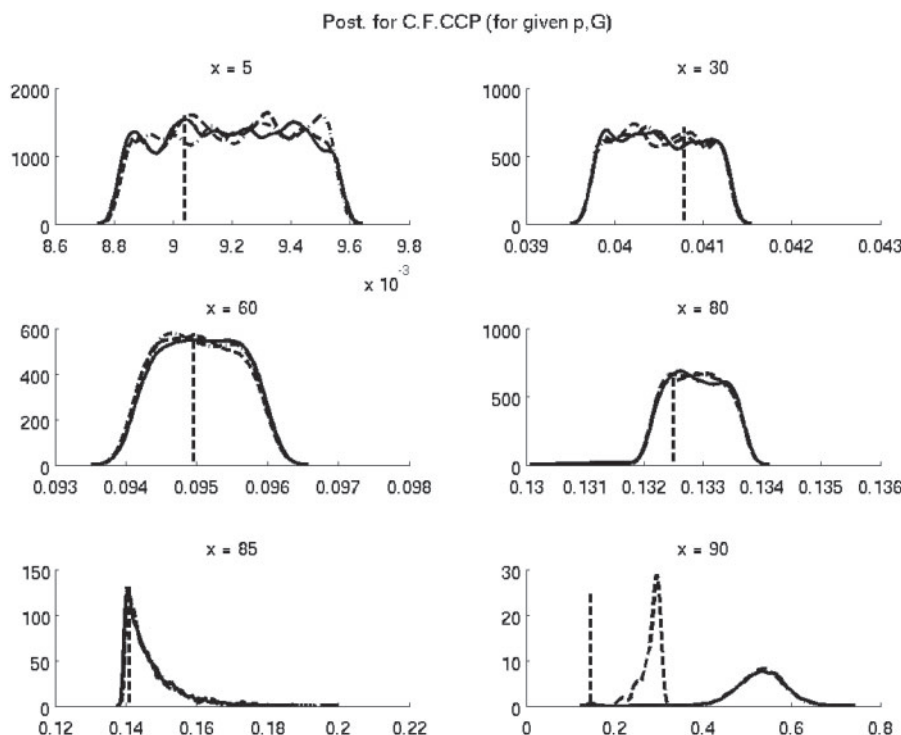 Post. for C.F.CCP (for given p,G)
x = 5
x = 30
2000
1000
0
8.6 8.8 9 9.2 9.4 9.6 9.8
x 10^-3
1000
500
0
0.039 0.04 0.041 0.042 0.043
x = 60
x = 80
600
400
200
0
0.093 0.094 0.095 0.096 0.097 0.098
1000
500
0
0.13 0.131 0.132 0.133 0.134 0.135 0.136
x = 85
x = 90
150
100
50
0
0.12 0.14 0.16 0.18 0.2 0.22
30
20
10
0
0 0.2 0.4 0.6 0.8